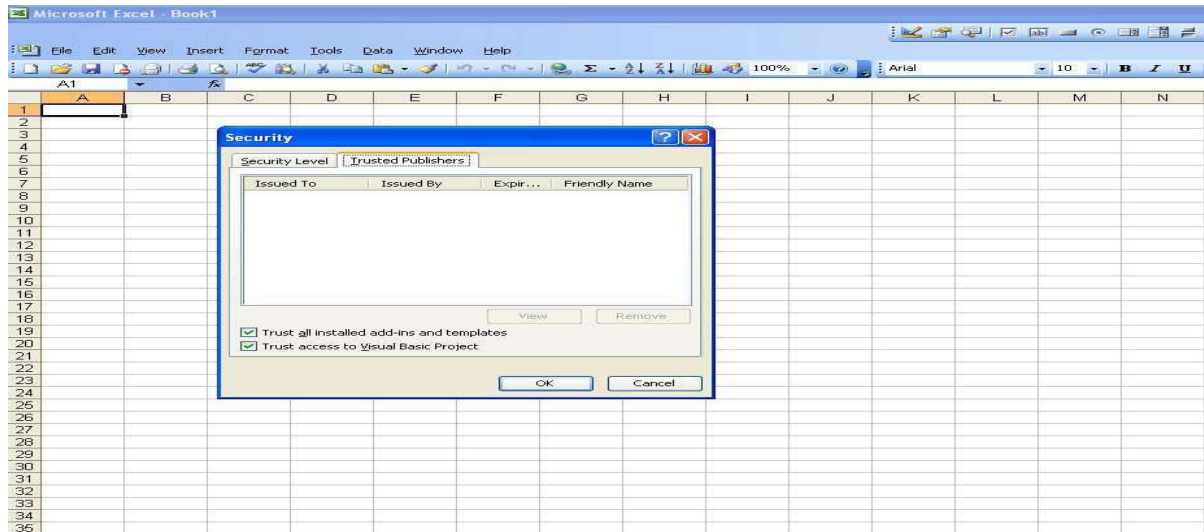 Microsoft Excel - Book1
File Edit View Insert Format Tools Data Window Help
100% Arial 10 B I U
A1 fx
A B C D E F G H I J K L M N
1
2
3
4
5
6
7
8
9
10
11
12
13
14
15
16
17
18
19
20
21
22
23
24
25
26
27
28
29
30
31
32
33
34
35
Security
Security Level Trusted Publishers
Issued To Issued By Expir... Friendly Name
View Remove
Trust all installed add-ins and templates
Trust access to Visual Basic Project
OK Cancel